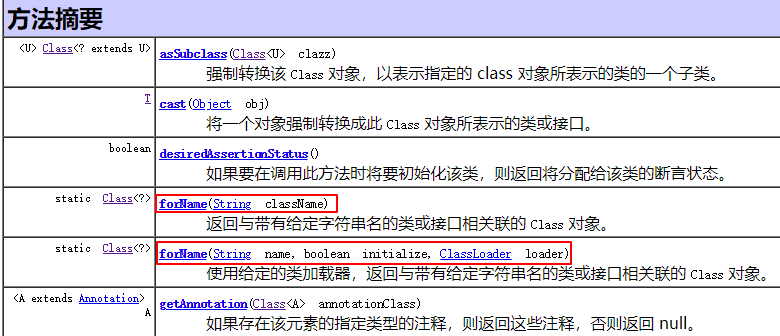 方法摘要
<U> Class<? extends U>
asSubclass(Class<U> clazz)
强制转换该 Class 对象，以表示指定的 class 对象所表示的类的一个子类。
T
cast(Object obj)
将一个对象强制转换成此 Class 对象所表示的类或接口。
boolean
desiredAssertionStatus()
如果要在调用此方法时将要初始化该类，则返回将分配给该类的断言状态。
static Class<?>
forName(String className)
返回与带有给定字符串名的类或接口相关联的 Class 对象。
static Class<?>
forName(String name, boolean initialize, ClassLoader loader)
使用给定的类加载器，返回与带有给定字符串名的类或接口相关联的 Class 对象。
<A extends Annotation>
A
getAnnotation(Class<A> annotationClass)
如果存在该元素的指定类型的注释，则返回这些注释，否则返回 null。